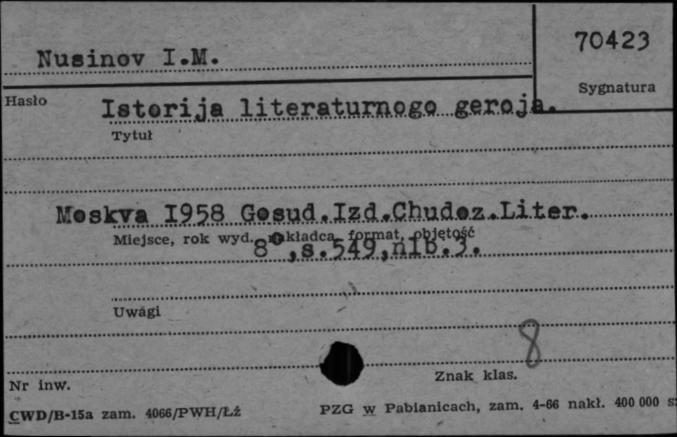 70423
Nusinov I.M.
Sygnatura
Hasło
Istorija literaturnogo geroja.
Tytuł
Moskva I958 Gosud.Izd.Chudoz.Liter.
Miejsce, rok wyd. nakładca, format, objętość
8°,s.549,nlb.3.
Uwagi
8
Nr inw.
Znak klas.
CWD/B-15a zam. 4066/PWH/Łź
PZG w Pabianicach, zam. 4-66 nakł. 400 000